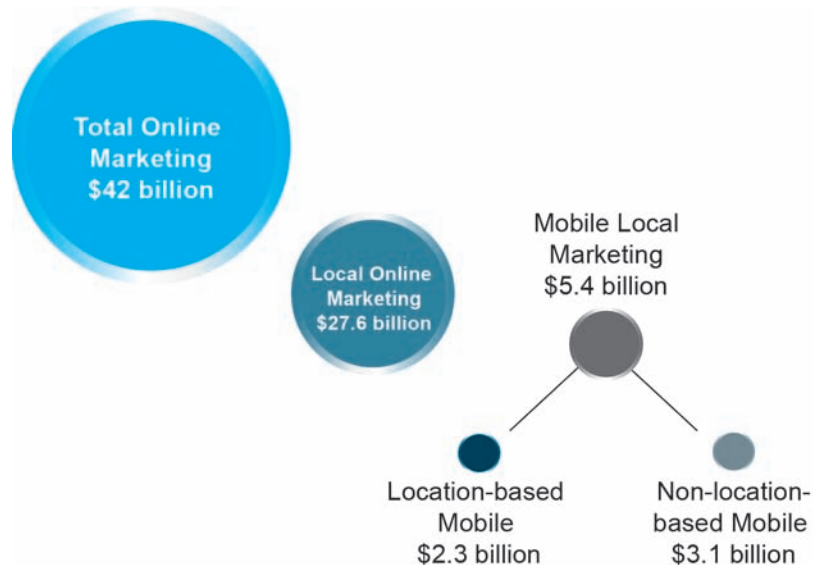 Total Online
Marketing
$42 billion
Local Online
Marketing
$27.6 billion
Mobile Local
Marketing
$5.4 billion
Location-based
Mobile
$2.3 billion
Non-location-
based Mobile
$3.1 billion